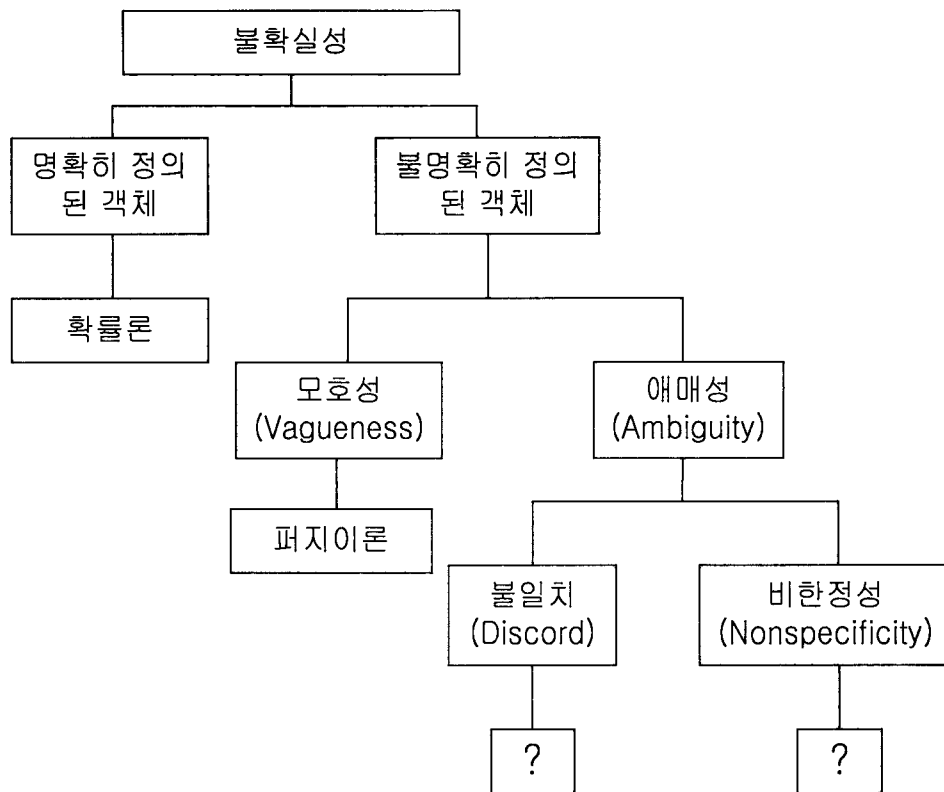 불확실성
명확히 정의
된 객체
불명확히 정의
된 객체
확률론
모호성
(Vagueness)
애매성
(Ambiguity)
퍼지이론
불일치
(Discord)
비한정성
(Nonspecificity)
?
?